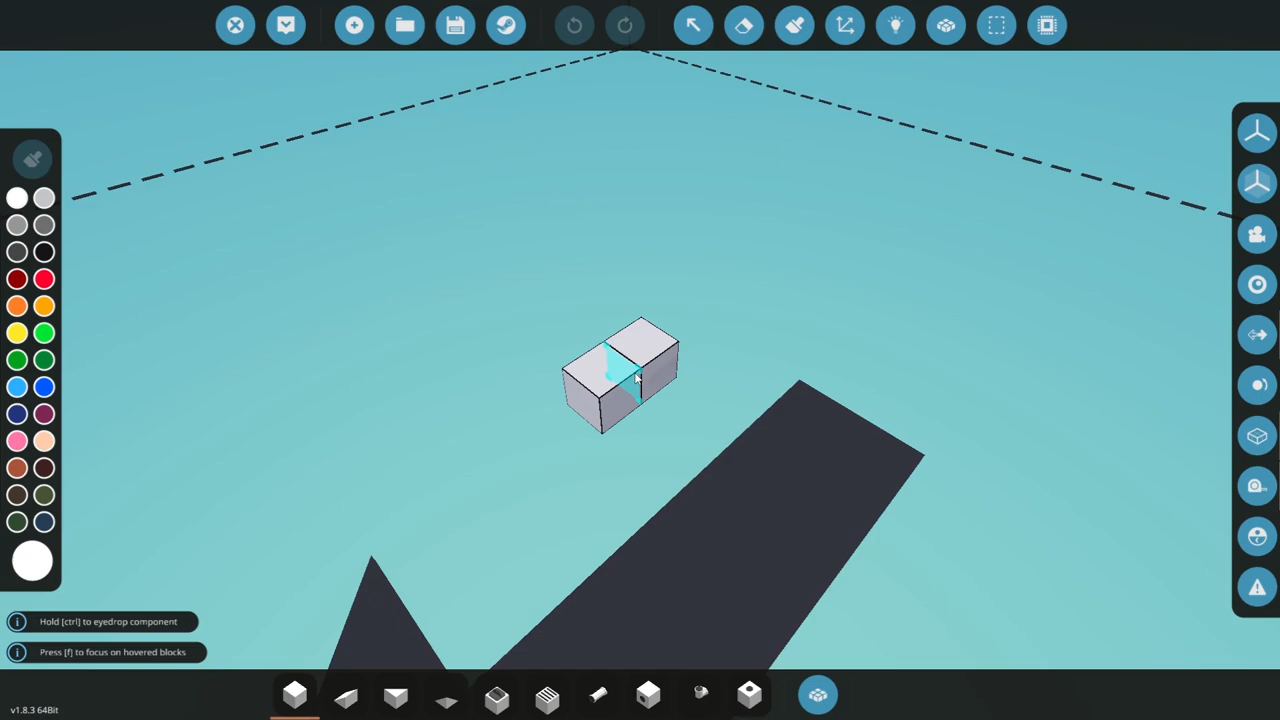 Hold [ctrl] to eyedrop component
Press [f] to focus on hovered blocks
v1.8.3 64Bit